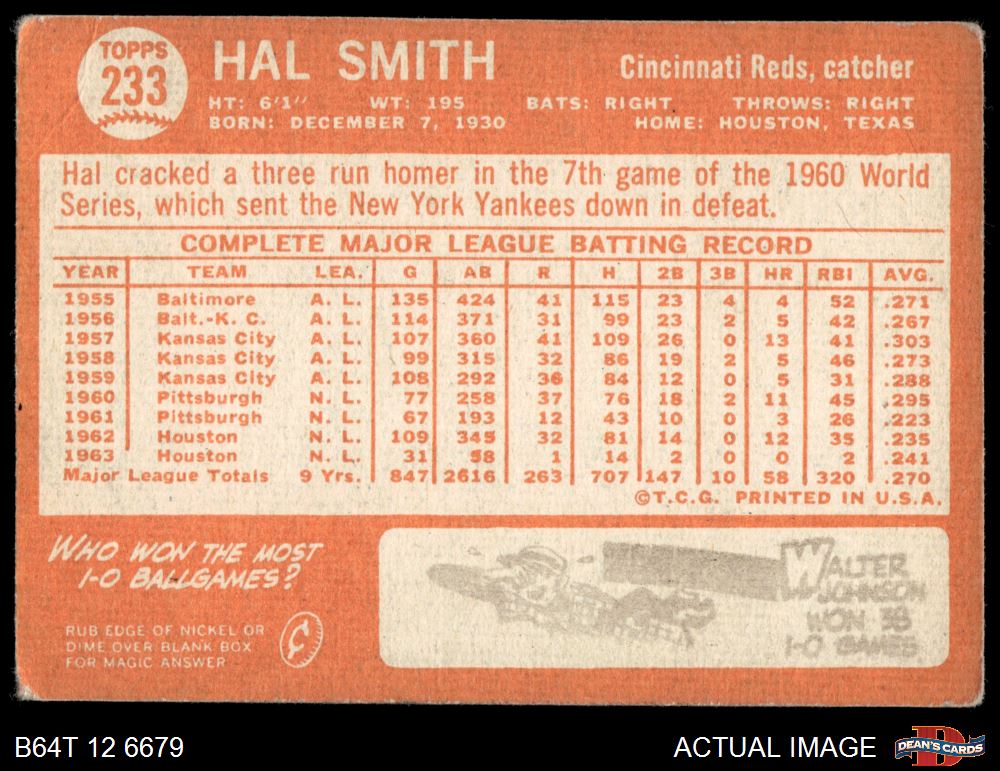 TOPPS
233
HAL SMITH
Cincinnati Reds, catcher
HT: 6'1" WT: 195 BATS: RIGHT THROWS: RIGHT
BORN: DECEMBER 7, 1930 HOME: HOUSTON, TEXAS
Hal cracked a three run homer in the 7th game of the 1960 World
Series, which sent the New York Yankees down in defeat.
COMPLETE MAJOR LEAGUE BATTING RECORD
YEAR TEAM LEA. G AB R H 2B 3B HR RBI AVG.
1955 Baltimore A. L. 135 424 41 115 23 4 4 52 .271
1956 Balt.-K. C. A. L. 114 371 31 99 23 2 5 42 .267
1957 Kansas City A. L. 107 360 41 109 26 0 13 41 .303
1958 Kansas City A. L. 99 315 32 86 19 2 5 46 .273
1959 Kansas City A. L. 108 292 36 84 12 0 5 31 .288
1960 Pittsburgh N. L. 77 258 37 76 18 2 11 45 .295
1961 Pittsburgh N. L. 67 193 12 43 10 0 3 26 .223
1962 Houston N. L. 109 345 32 81 14 0 12 35 .235
1963 Houston N. L. 31 58 1 14 2 0 0 2 .241
Major League Totals 9 Yrs. 847 2616 263 707 147 10 58 320 .270
©T.C.G. PRINTED IN U.S.A.
WHO WON THE MOST
1-0 BALLGAMES?
RUB EDGE OF NICKEL OR
DIME OVER BLANK BOX
FOR MAGIC ANSWER
¢
WALTER
JOHNSON
WON 38
1-0 GAMES
B64T 12 6679
ACTUAL IMAGE
D
DEAN'S CARDS